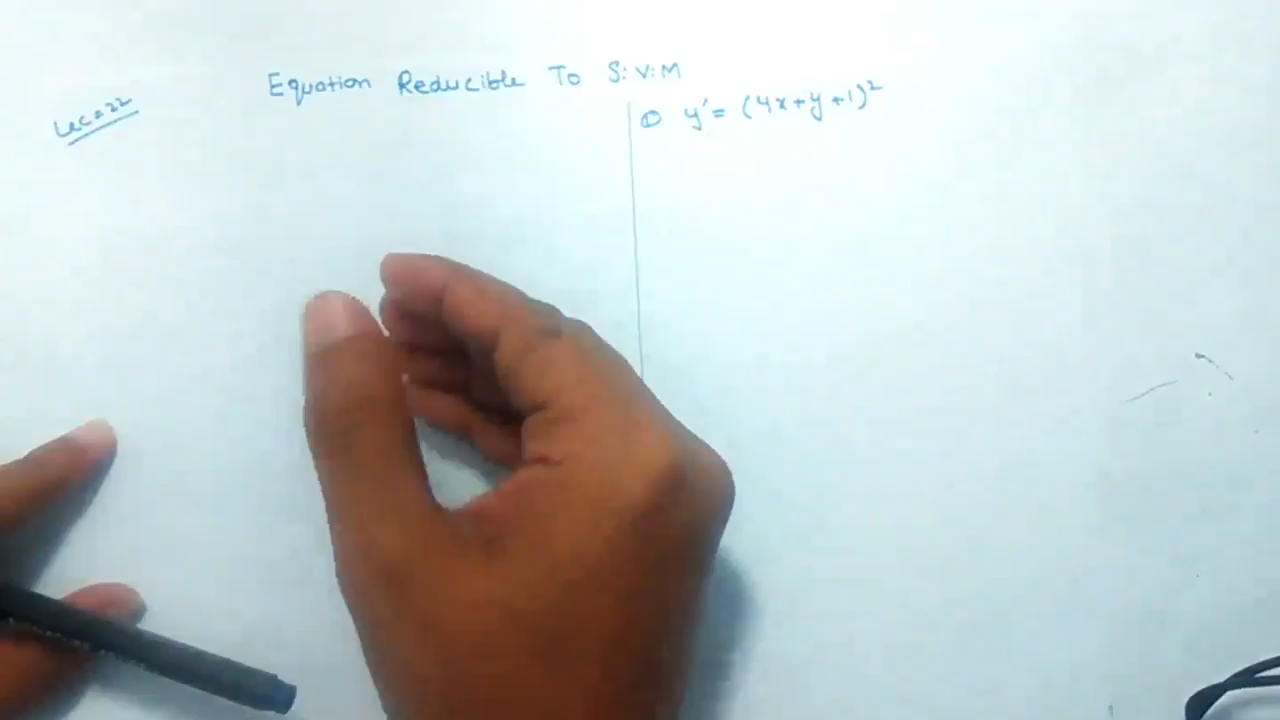 Equation Reducible To S:V:M
Lec=22
① y′= (4x+y+1)²